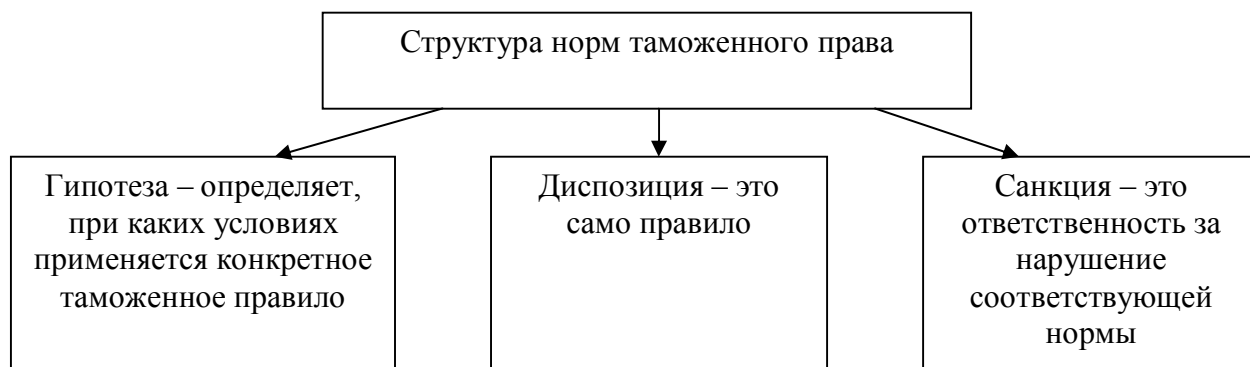 Структура норм таможенного права
Гипотеза – определяет,
при каких условиях
применяется конкретное
таможенное правило
Диспозиция – это
само правило
Санкция – это
ответственность за
нарушение
соответствующей
нормы